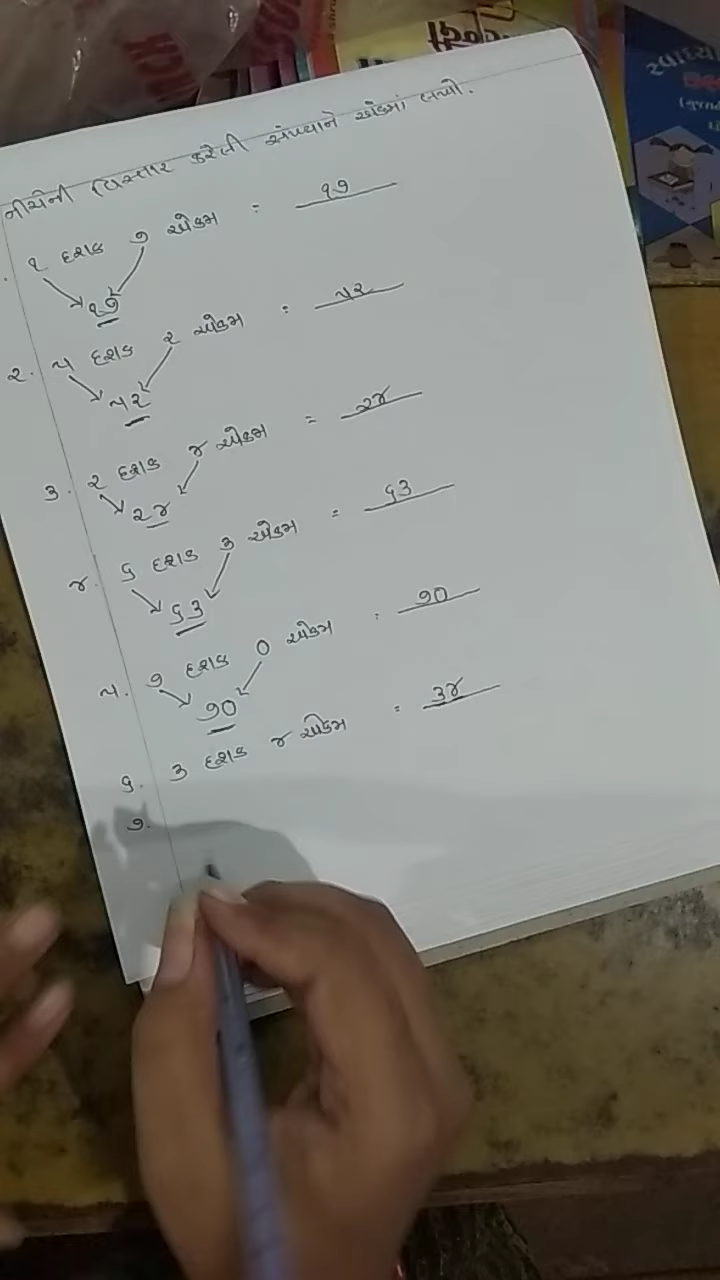 નીચેની વિસ્તાર કરેલી સંખ્યાને એકમાં લખો.
૧ દશક ૭ એકમ = ૧૭
૧૭
૨. ૫ દશક ૨ એકમ = ૫૨
૫૨
૩. ૨ દશક ૪ એકમ = ૨૪
૨૪
૪. ૬ દશક ૩ એકમ = ૬૩
૬૩
૫. ૭ દશક ૦ એકમ = ૭૦
૭૦
૬. ૩ દશક ૪ એકમ = ૩૪
૭.